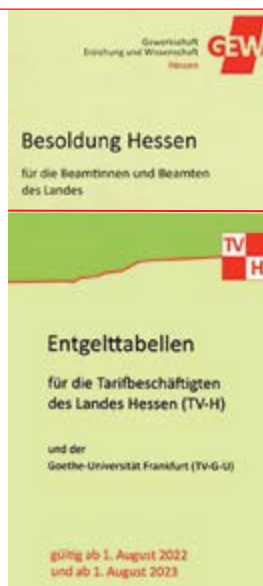 Gewerkschaft
Erziehung und Wissenschaft
Hessen
GEW
Besoldung Hessen
für die Beamtinnen und Beamten
des Landes
TV
H
Entgelttabellen
für die Tarifbeschäftigten
des Landes Hessen (TV-H)
und der
Goethe-Universität Frankfurt (TV-G-U)
gültig ab 1. August 2022
und ab 1. August 2023